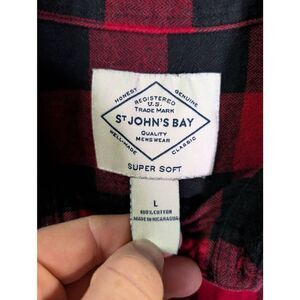 HONEST
GENUINE
REGISTERED
U.S.
TRADE MARK
ST JOHN'S BAY
QUALITY
MENSWEAR
WELL-MADE
CLASSIC
SUPER SOFT
L
100% COTTON
MADE IN NICARAGUA